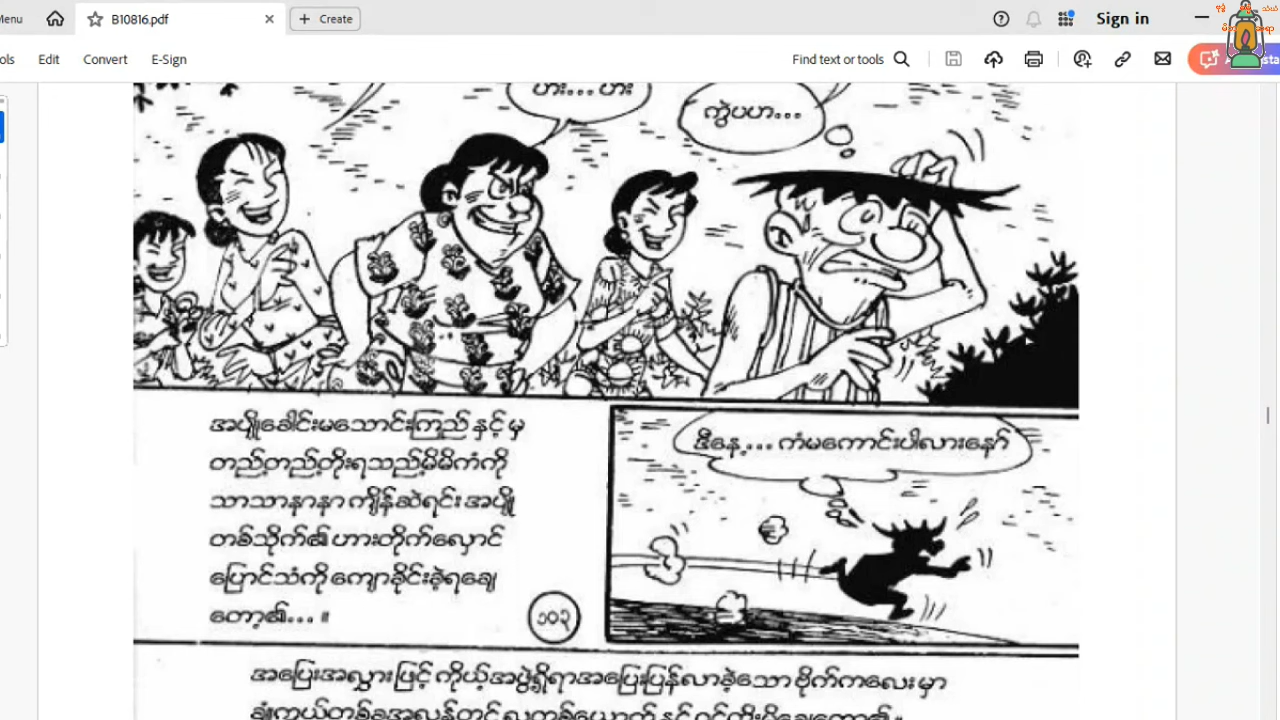 Menu
B10816.pdf
Create
Sign in
ols
Edit
Convert
E-Sign
Find text or tools
ဟား... ဟား
ကွဲပဟ...
အပျိုခေါင်းမသောင်းကြည် နှင့် မှ
တည့်တည့်တိုးရသည့်မိမိကံကို
သာသာနာနာ ကျိန်ဆဲရင်း အပျို
တစ်သိုက်၏ ဟားတိုက်လှောင်
ပြောင်သံကို ကျောခိုင်းခဲ့ရချေ
တော့၏... ။
၁၀၃
ဒီနေ့... ကံမကောင်းပါလားနော်
အပြေးအလွှားဖြင့် ကိုယ့်အဖွဲ့ရှိရာအပြေးပြန်လာခဲ့သော ဗိုက်ကလေး မှာ